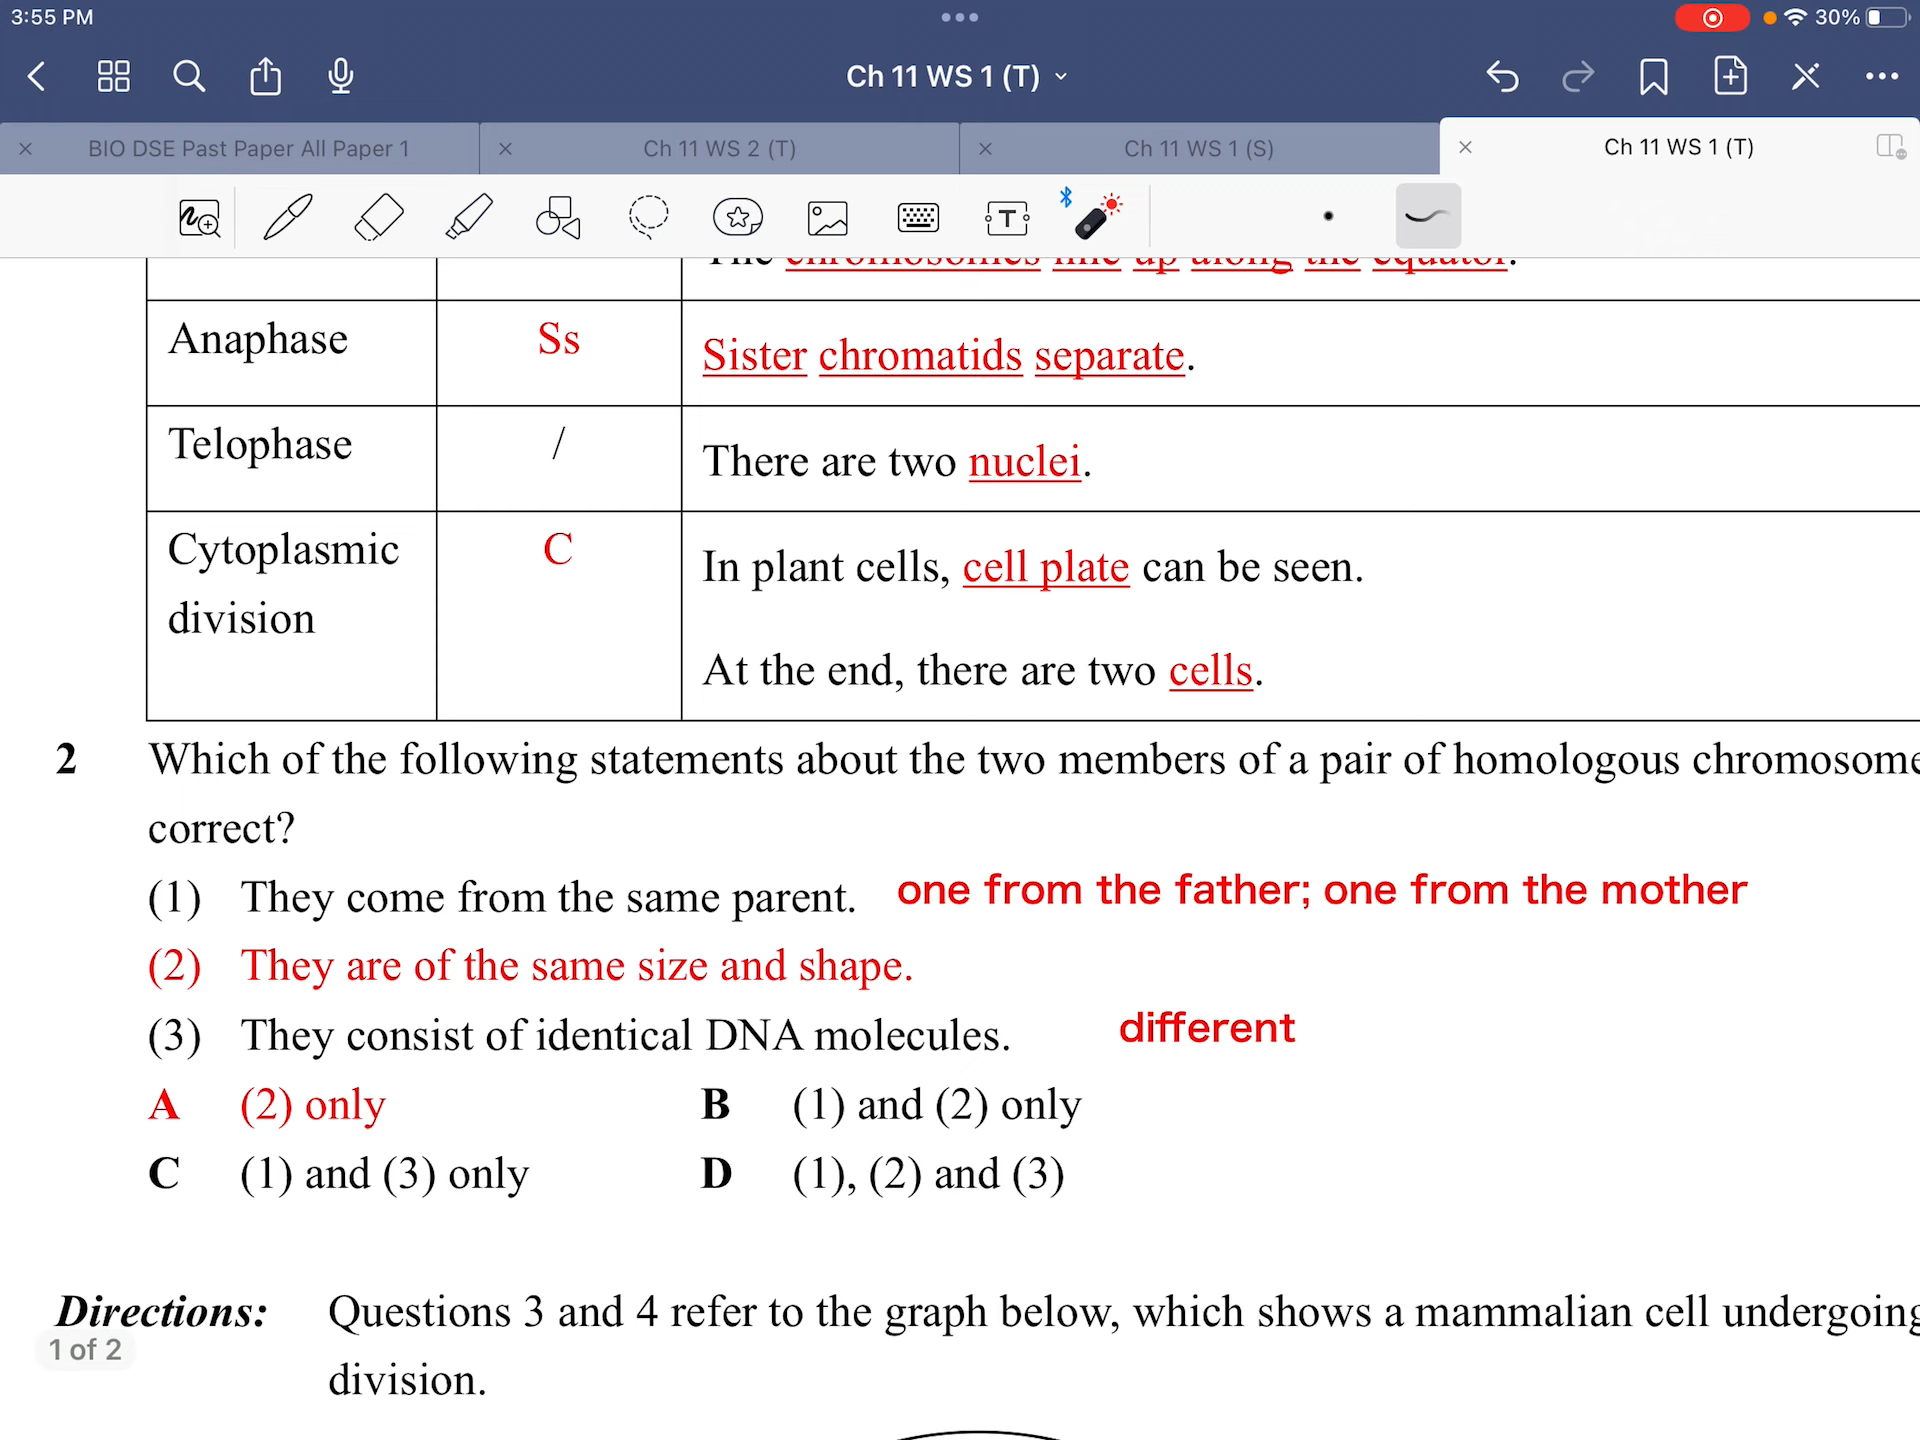 3:55 PM
30%
Ch 11 WS 1 (T)
BIO DSE Past Paper All Paper 1
Ch 11 WS 2 (T)
Ch 11 WS 1 (S)
Ch 11 WS 1 (T)
The chromosomes line up along the equator.
Anaphase Ss Sister chromatids separate.
Telophase / There are two nuclei.
Cytoplasmic C In plant cells, cell plate can be seen.
division
At the end, there are two cells.
2 Which of the following statements about the two members of a pair of homologous chromosome
correct?
(1) They come from the same parent. one from the father; one from the mother
(2) They are of the same size and shape.
(3) They consist of identical DNA molecules. different
A (2) only B (1) and (2) only
C (1) and (3) only D (1), (2) and (3)
Directions: Questions 3 and 4 refer to the graph below, which shows a mammalian cell undergoing
1 of 2
division.